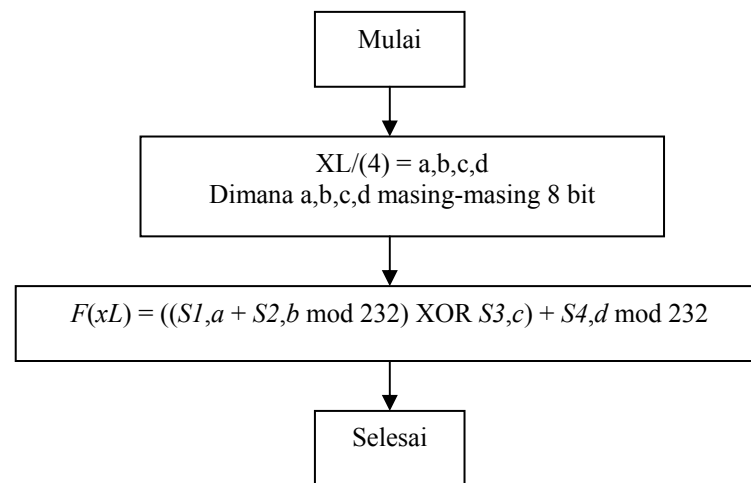 Mulai
XL/(4) = a,b,c,d
Dimana a,b,c,d masing-masing 8 bit
F(xL) = ((S1,a + S2,b mod 232) XOR S3,c) + S4,d mod 232
Selesai